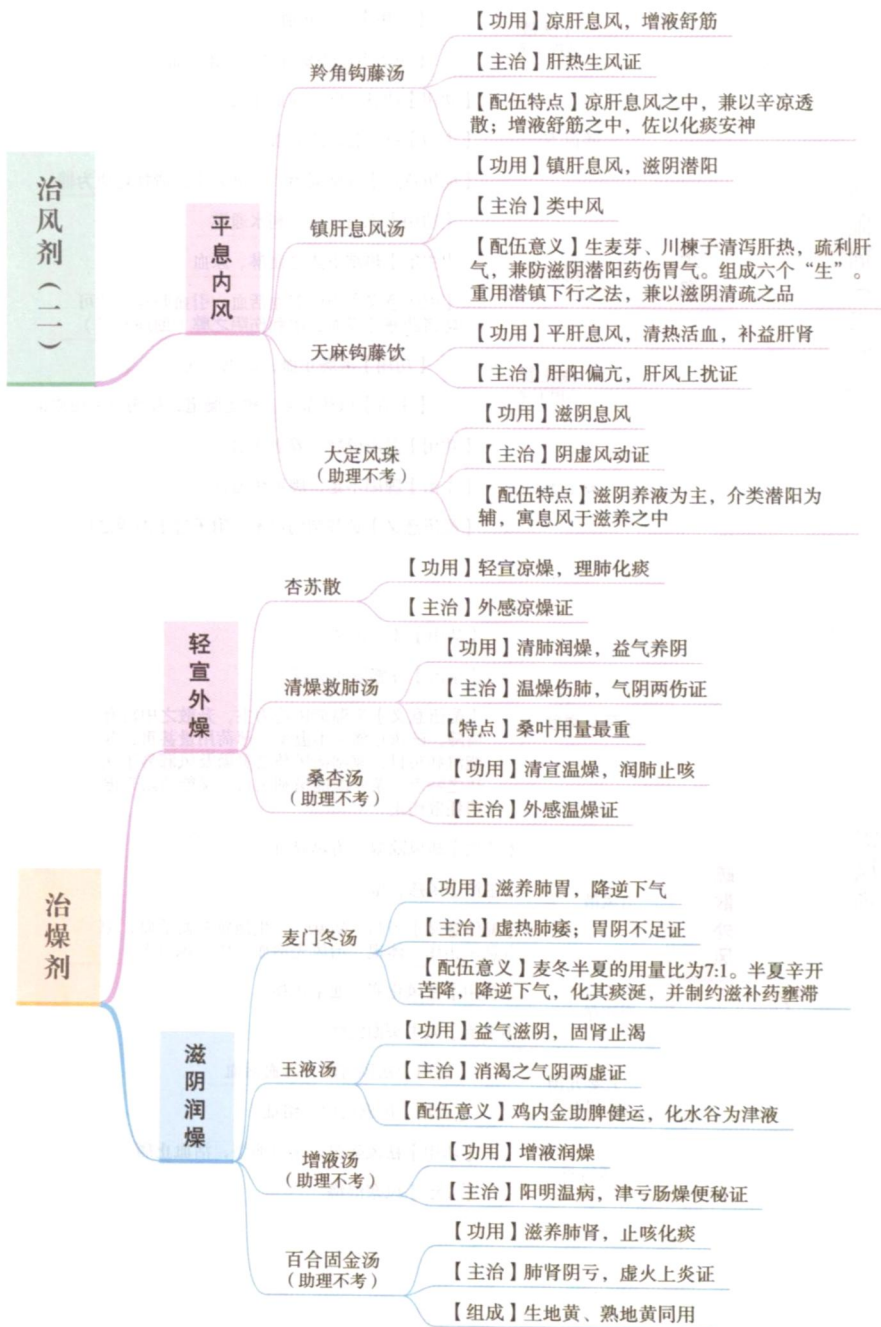 治风剂（二）
平息内风
羚角钩藤汤
【功用】凉肝息风，增液舒筋
【主治】肝热生风证
【配伍特点】凉肝息风之中，兼以辛凉透
散；增液舒筋之中，佐以化痰安神
镇肝息风汤
【功用】镇肝息风，滋阴潜阳
【主治】类中风
【配伍意义】生麦芽、川楝子清泻肝热，疏利肝
气，兼防滋阴潜阳药伤胃气。组成六个“生”。
重用潜镇下行之法，兼以滋阴清疏之品
天麻钩藤饮
【功用】平肝息风，清热活血，补益肝肾
【主治】肝阳偏亢，肝风上扰证
大定风珠
（助理不考）
【功用】滋阴息风
【主治】阴虚风动证
【配伍特点】滋阴养液为主，介类潜阳为
辅，寓息风于滋养之中
治燥剂
轻宣外燥
杏苏散
【功用】轻宣凉燥，理肺化痰
【主治】外感凉燥证
清燥救肺汤
【功用】清肺润燥，益气养阴
【主治】温燥伤肺，气阴两伤证
【特点】桑叶用量最重
桑杏汤
（助理不考）
【功用】清宣温燥，润肺止咳
【主治】外感温燥证
滋阴润燥
麦门冬汤
【功用】滋养肺胃，降逆下气
【主治】虚热肺痿；胃阴不足证
【配伍意义】麦冬半夏的用量比为7:1。半夏辛开
苦降，降逆下气，化其痰涎，并制约滋补药壅滞
玉液汤
【功用】益气滋阴，固肾止渴
【主治】消渴之气阴两虚证
【配伍意义】鸡内金助脾健运，化水谷为津液
增液汤
（助理不考）
【功用】增液润燥
【主治】阳明温病，津亏肠燥便秘证
百合固金汤
（助理不考）
【功用】滋养肺肾，止咳化痰
【主治】肺肾阴亏，虚火上炎证
【组成】生地黄、熟地黄同用